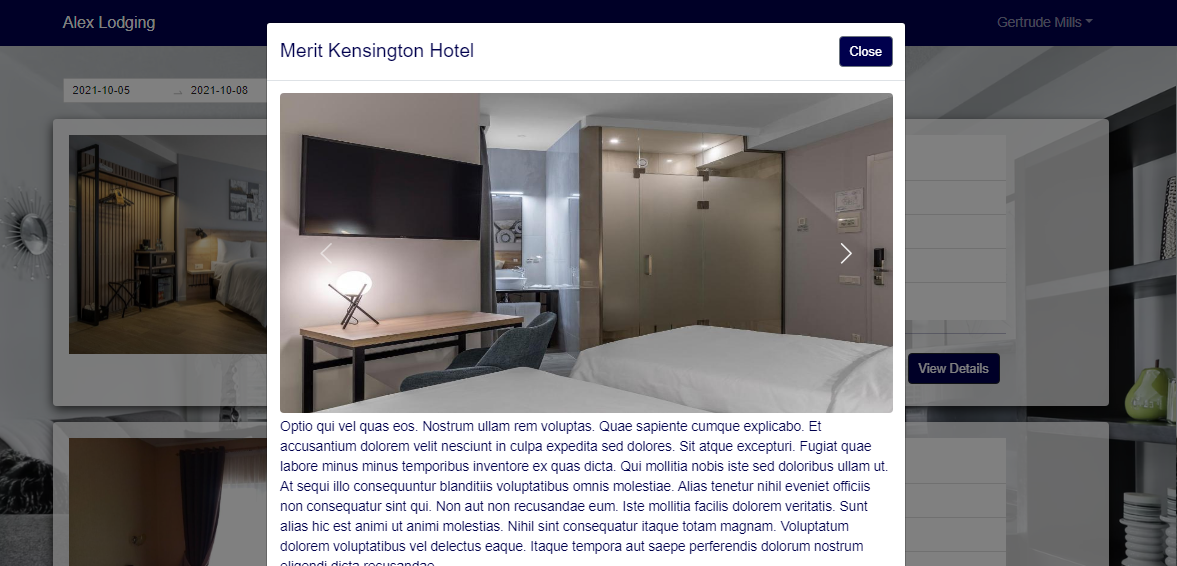 Alex Lodging
Gertrude Mills
Merit Kensington Hotel
Close
2021-10-05 → 2021-10-08
View Details
Optio qui vel quas eos. Nostrum ullam rem voluptas. Quae sapiente cumque explicabo. Et
accusantium dolorem velit nesciunt in culpa expedita sed dolores. Sit atque excepturi. Fugiat quae
labore minus minus temporibus inventore ex quas dicta. Qui mollitia nobis iste sed doloribus ullam ut.
At sequi illo consequuntur blanditiis voluptatibus omnis molestiae. Alias tenetur nihil eveniet officiis
non consequatur sint qui. Non aut non recusandae eum. Iste mollitia facilis dolorem veritatis. Sunt
alias hic est animi ut animi molestias. Nihil sint consequatur itaque totam magnam. Voluptatum
dolorem voluptatibus vel delectus eaque. Itaque tempora aut saepe perferendis dolorum nostrum
eligendi dicta recusandae.